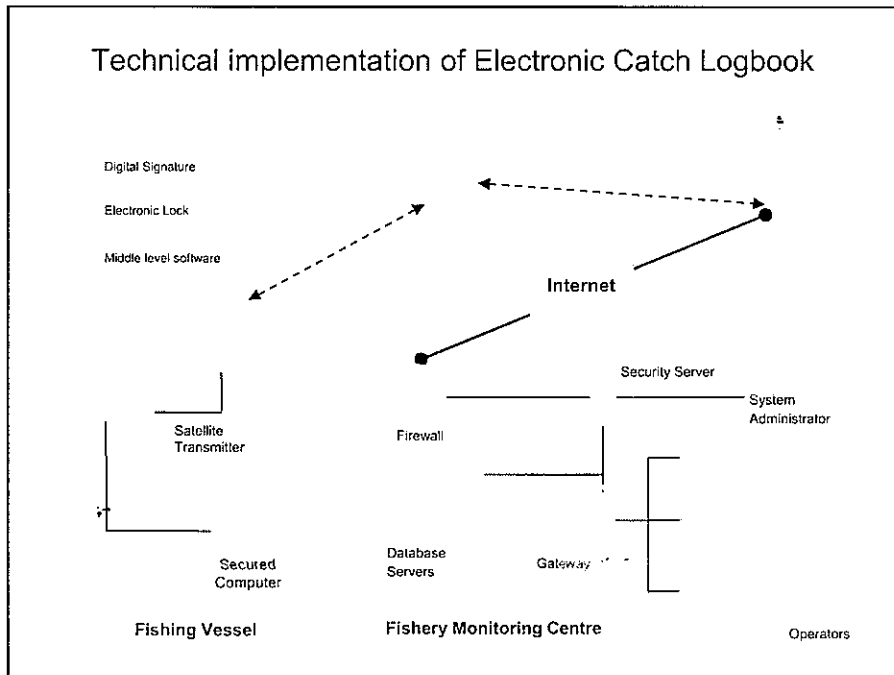 Technical implementation of Electronic Catch Logbook
Digital Signature
Electronic Lock
Middle level software
Internet
Security Server
System
Administrator
Satellite
Transmitter
Firewall
Secured
Computer
Database
Servers
Gateway
Fishing Vessel
Fishery Monitoring Centre
Operators